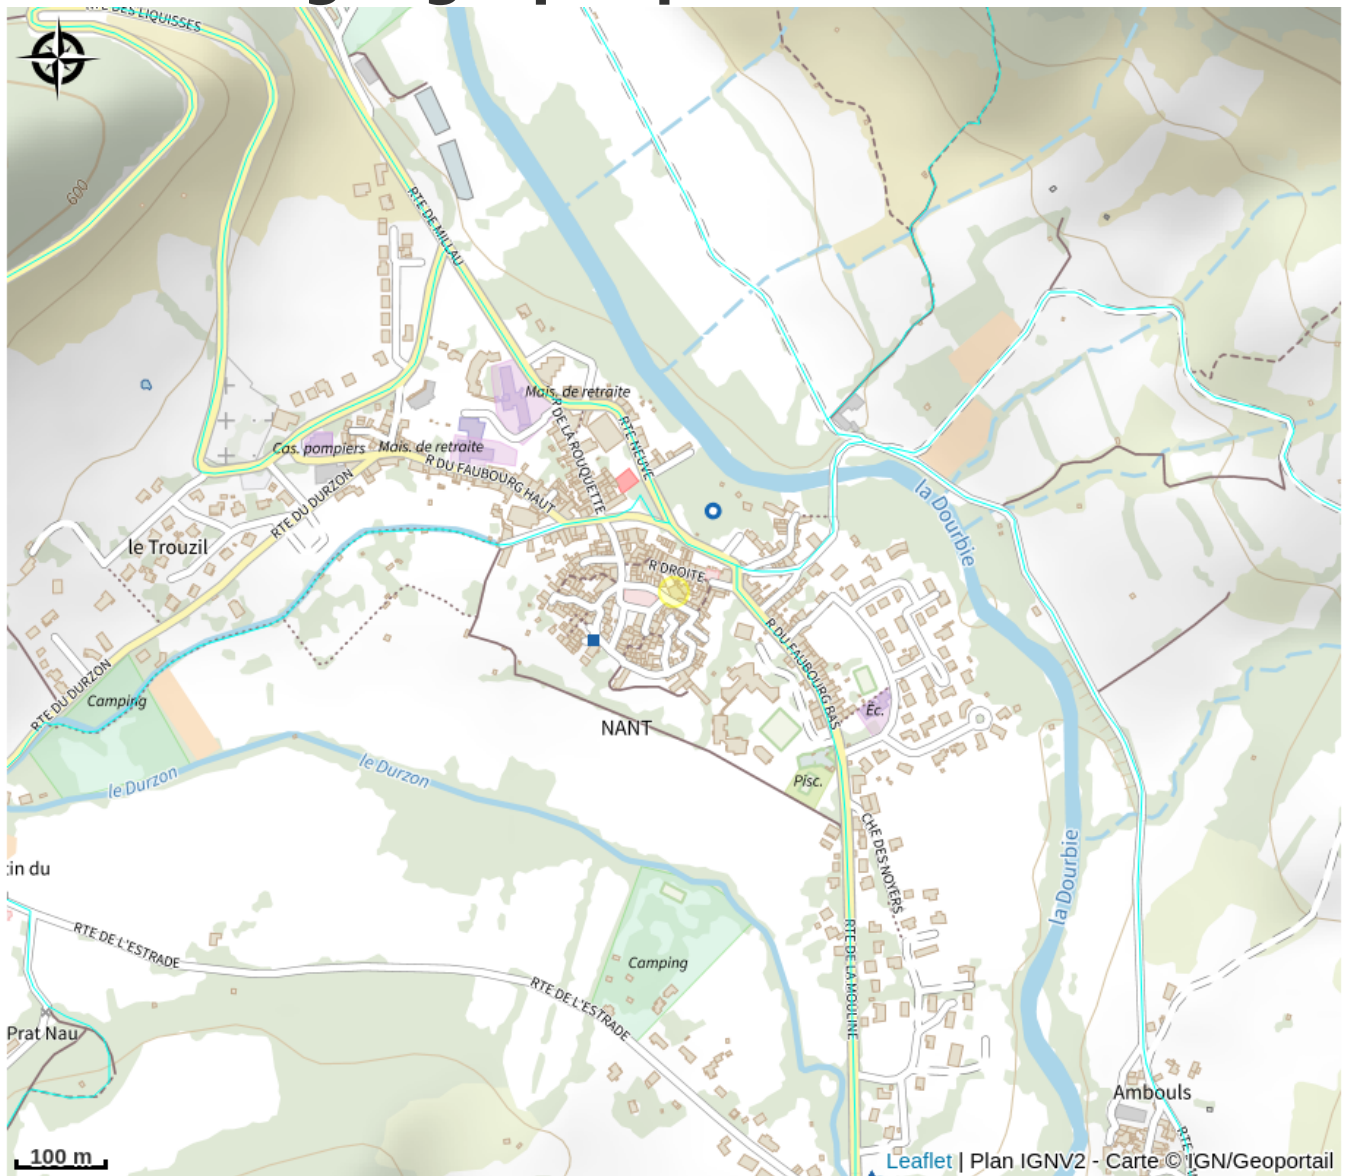 RTE DES LIQUISSES
600
RTE DE MILLAU
Mais. de retraite
R DE LA ROUQUETTE
RTE NEUVE
Cas. pompiers
Mais. de retraite
R DU FAUBOURG HAUT
RTE DU DURZON
la Dourbie
le Trouzil
R DROITE
R DU FAUBOURG BAS
RTE DU DURZON
Camping
Éc.
NANT
le Durzon
le Durzon
Pisc.
CHE DES NOYERS
la Dourbie
tin du
RTE DE L'ESTRADE
RTE DE LA MOULINE
Camping
RTE DE L'ESTRADE
Prat Nau
Ambouls
RTE
100 m
Leaflet | Plan IGNV2 - Carte © IGN/Geoportail